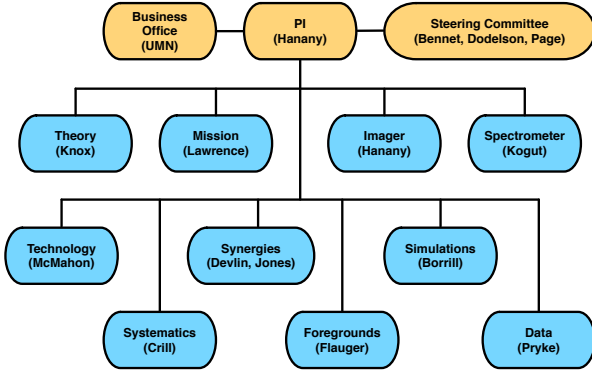 Business
Office
(UMN)
PI
(Hanany)
Steering Committee
(Bennet, Dodelson, Page)
Theory
(Knox)
Mission
(Lawrence)
Imager
(Hanany)
Spectrometer
(Kogut)
Technology
(McMahon)
Synergies
(Devlin, Jones)
Simulations
(Borrill)
Systematics
(Crill)
Foregrounds
(Flauger)
Data
(Pryke)